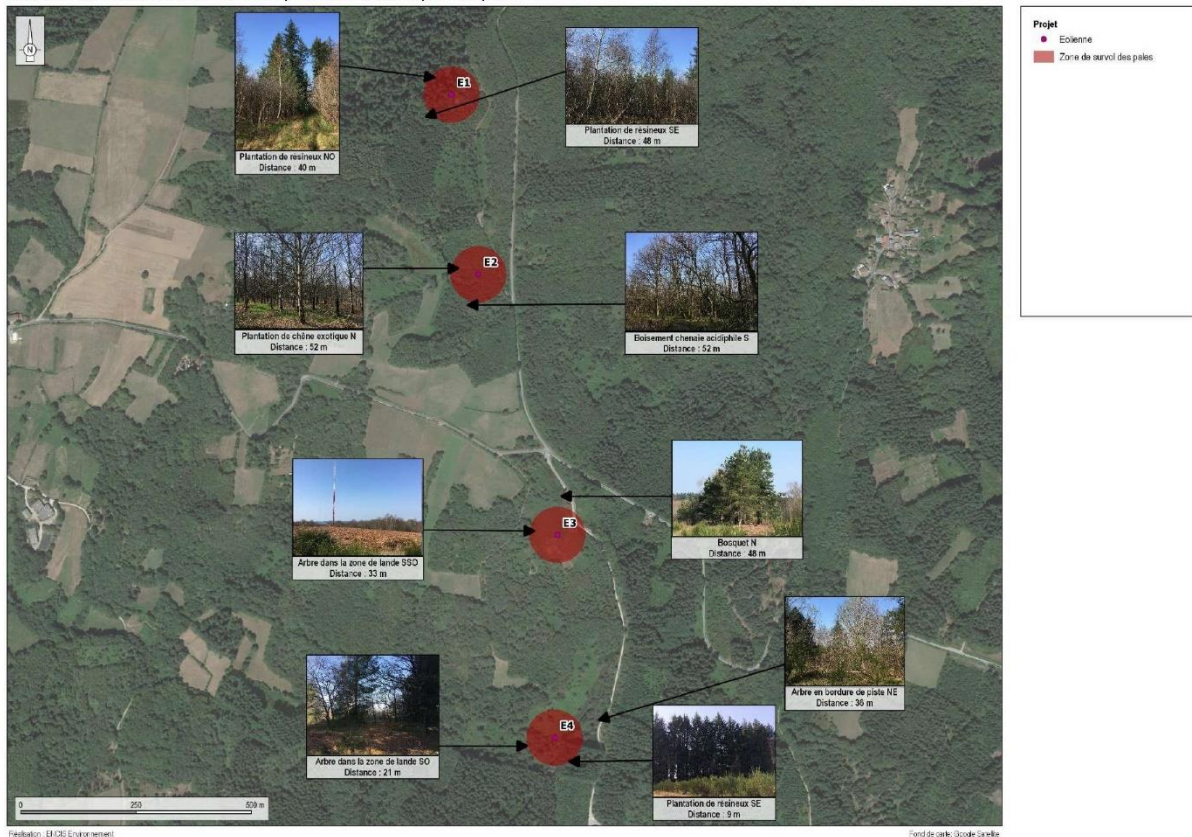 Projet
Eolienne
Zone de survol des pales
N
E1
Plantation de résineux NO
Distance : 40 m
Plantation de résineux SE
Distance : 48 m
E2
Plantation de chêne exotique N
Distance : 52 m
Boisement chenaie acidiphile S
Distance : 52 m
E3
Arbre dans la zone de lande SSO
Distance : 33 m
Bosquet N
Distance : 48 m
Arbre en bordure de piste NE
Distance : 36 m
E4
Arbre dans la zone de lande SO
Distance : 21 m
Plantation de résineux SE
Distance : 9 m
0 250 500 m
Réalisation : ENCIS Environnement
Fond de carte: Google Satellite